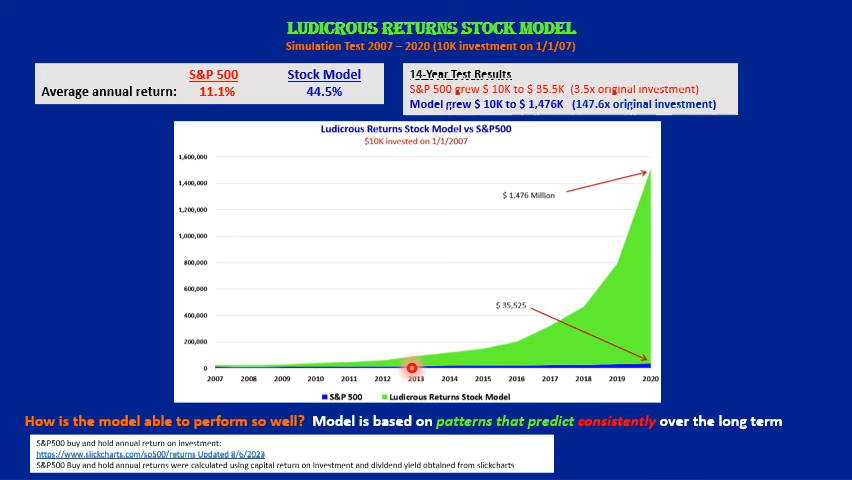 LUDICROUS RETURNS STOCK MODEL
Simulation Test 2007 – 2020 (10K investment on 1/1/07)
S&P 500 Stock Model
Average annual return: 11.1% 44.5%
14-Year Test Results
S&P 500 grew $ 10K to $ 35.5K (3.5x original investment)
Model grew $ 10K to $ 1,476K (147.6x original investment)
Ludicrous Returns Stock Model vs S&P500
$10K invested on 1/1/2007
1,600,000
1,400,000
1,200,000
1,000,000
800,000
600,000
400,000
200,000
0
$ 1.476 Million
$ 35,525
2007 2008 2009 2010 2011 2012 2013 2014 2015 2016 2017 2018 2019 2020
S&P 500 Ludicrous Returns Stock Model
How is the model able to perform so well? Model is based on patterns that predict consistently over the long term
S&P500 buy and hold annual return on investment:
https://www.slickcharts.com/sp500/returns Updated 8/6/2023
S&P500 Buy and hold annual returns were calculated using capital return on investment and dividend yield obtained from slickcharts